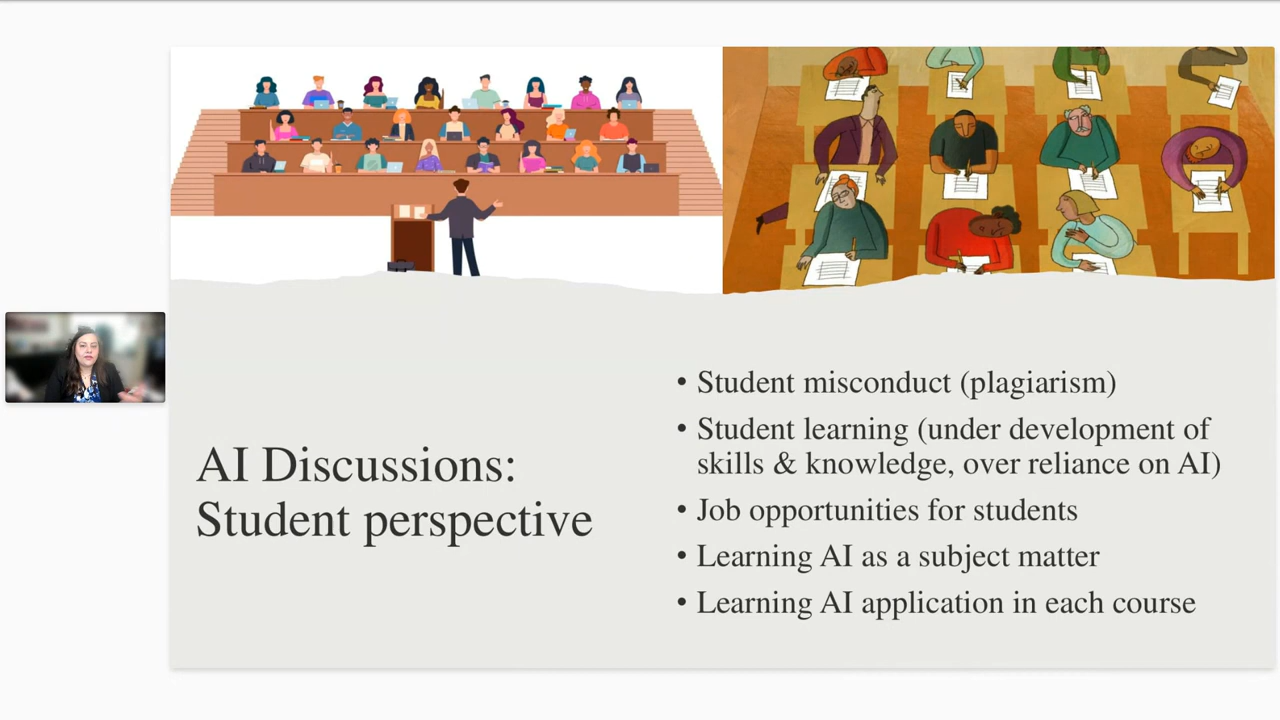 AI Discussions:
Student perspective
• Student misconduct (plagiarism)
• Student learning (under development of
skills & knowledge, over reliance on AI)
• Job opportunities for students
• Learning AI as a subject matter
• Learning AI application in each course